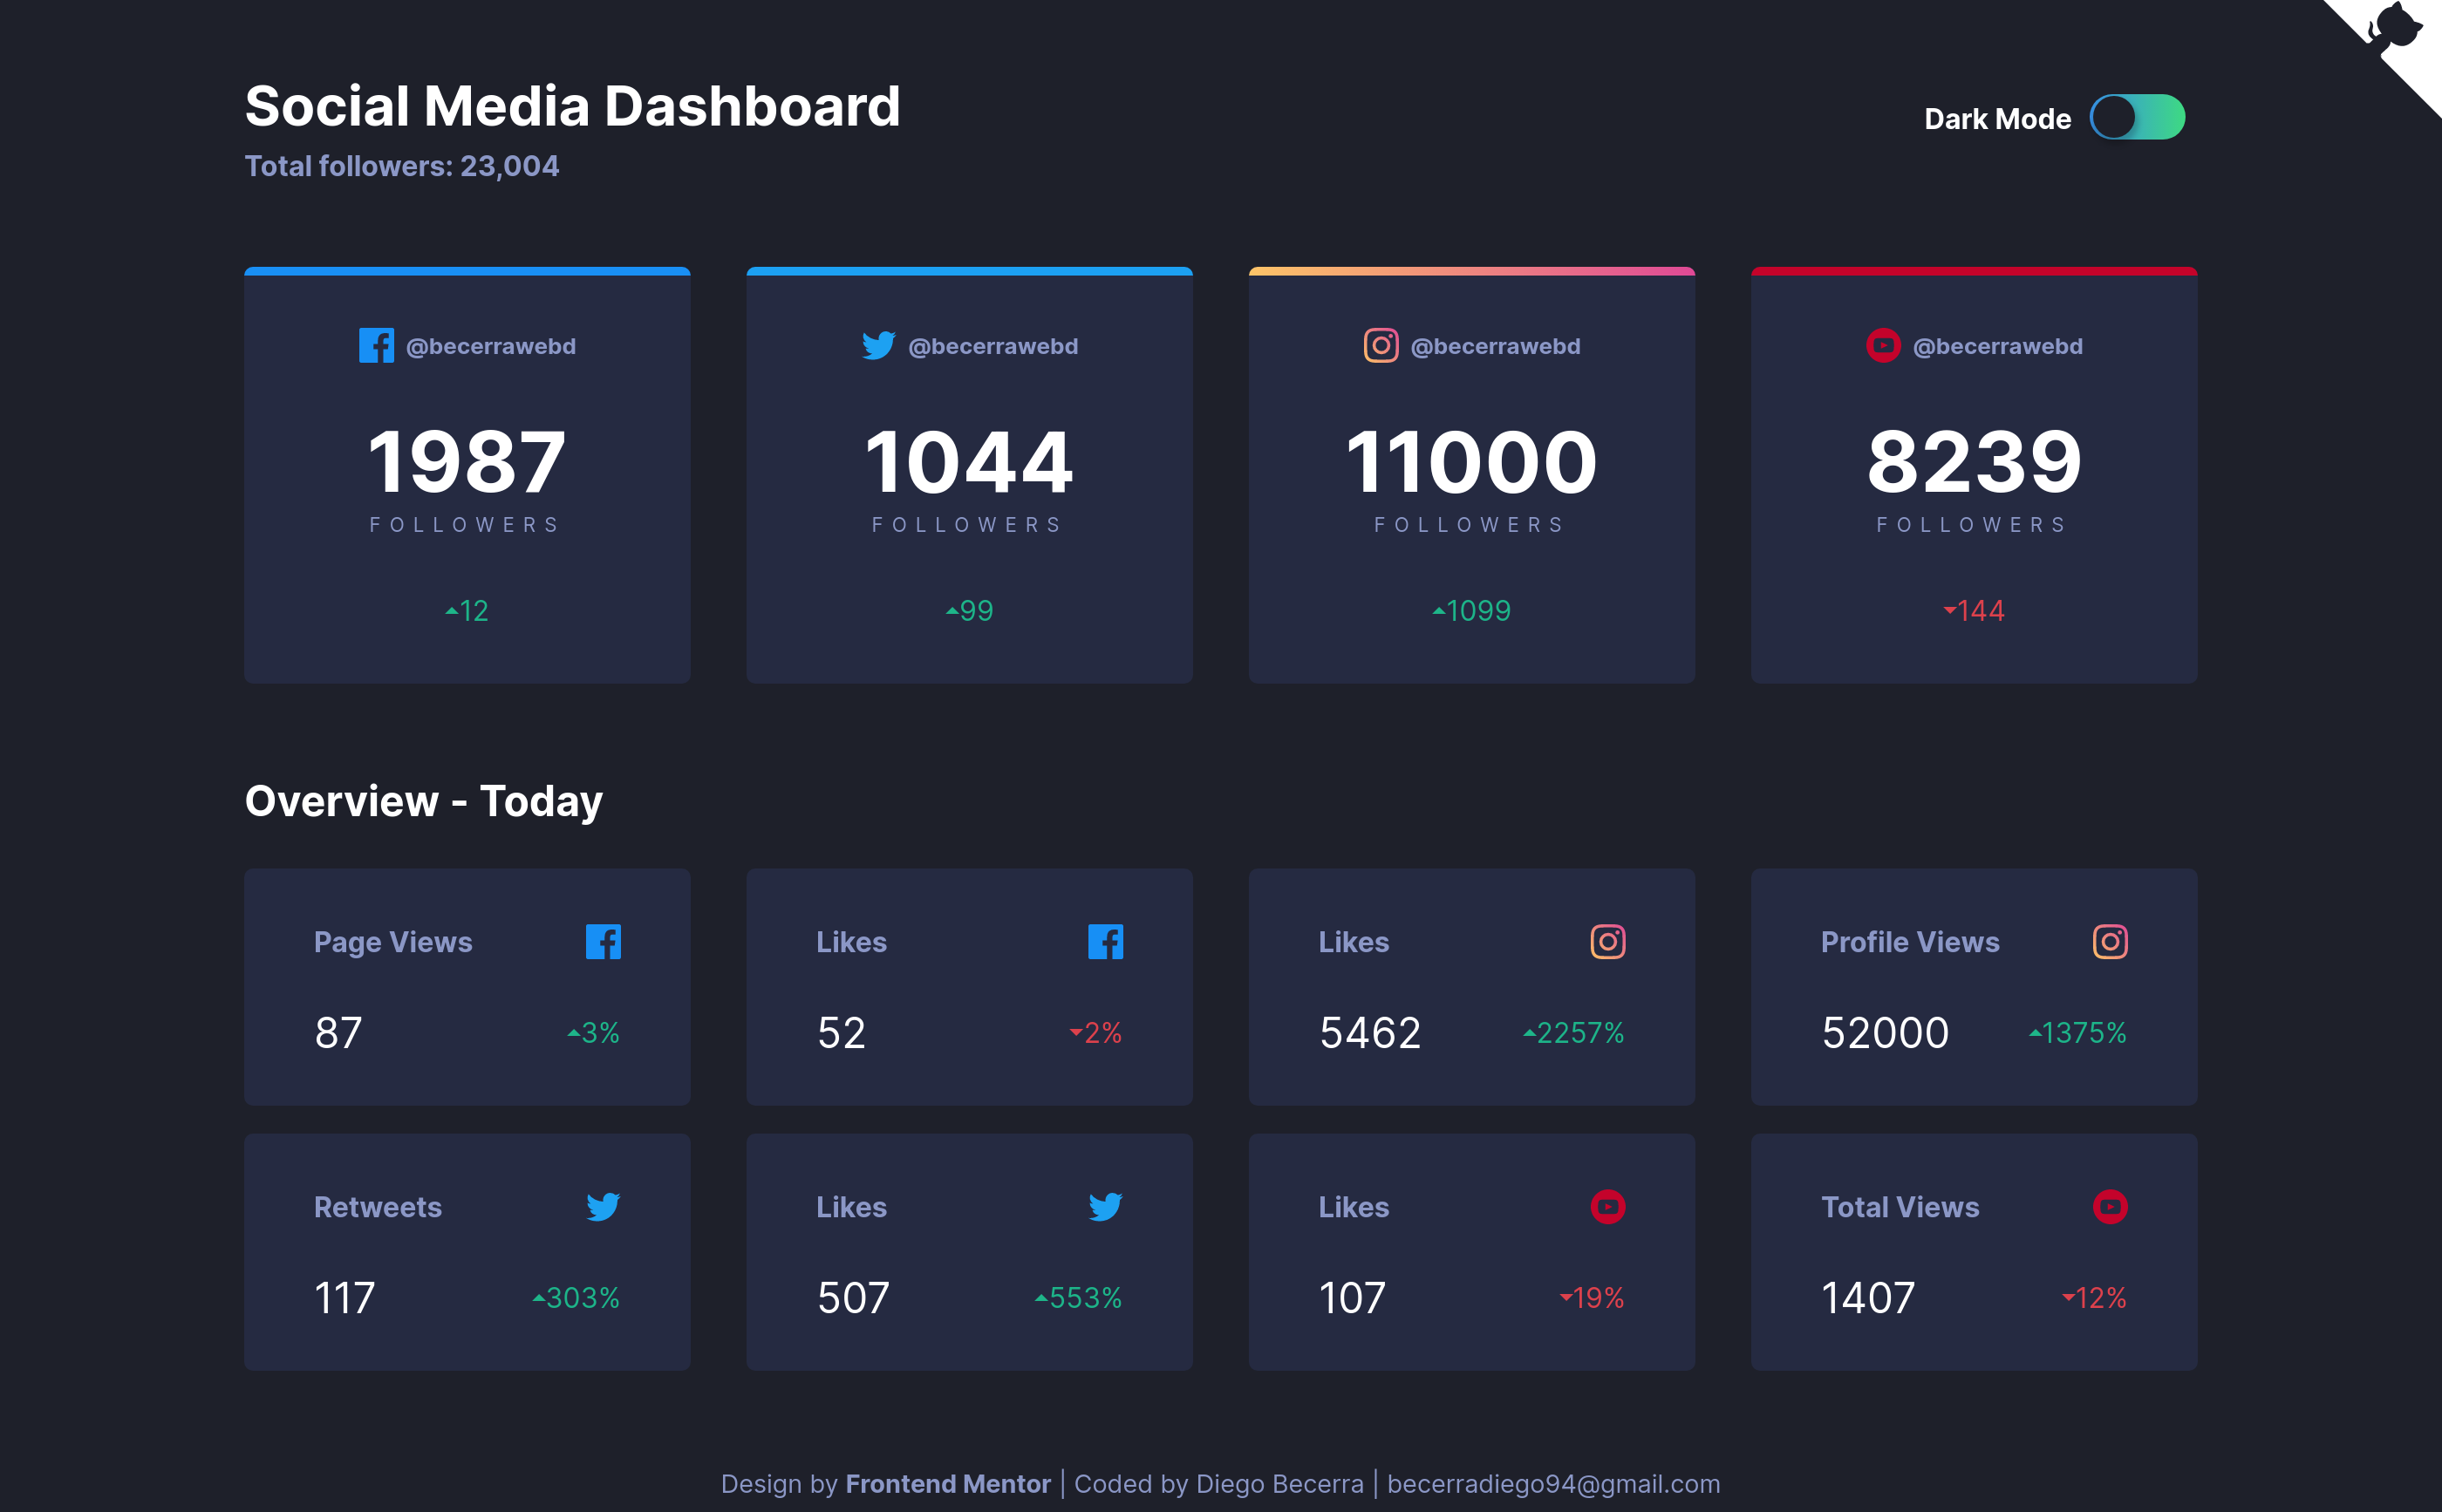 Social Media Dashboard
Total followers: 23,004
Dark Mode
@becerrawebd
1987
FOLLOWERS
12
@becerrawebd
1044
FOLLOWERS
99
@becerrawebd
11000
FOLLOWERS
1099
@becerrawebd
8239
FOLLOWERS
144
Overview - Today
Page Views
87
3%
Likes
52
2%
Likes
5462
2257%
Profile Views
52000
1375%
Retweets
117
303%
Likes
507
553%
Likes
107
19%
Total Views
1407
12%
Design by Frontend Mentor | Coded by Diego Becerra | becerradiego94@gmail.com